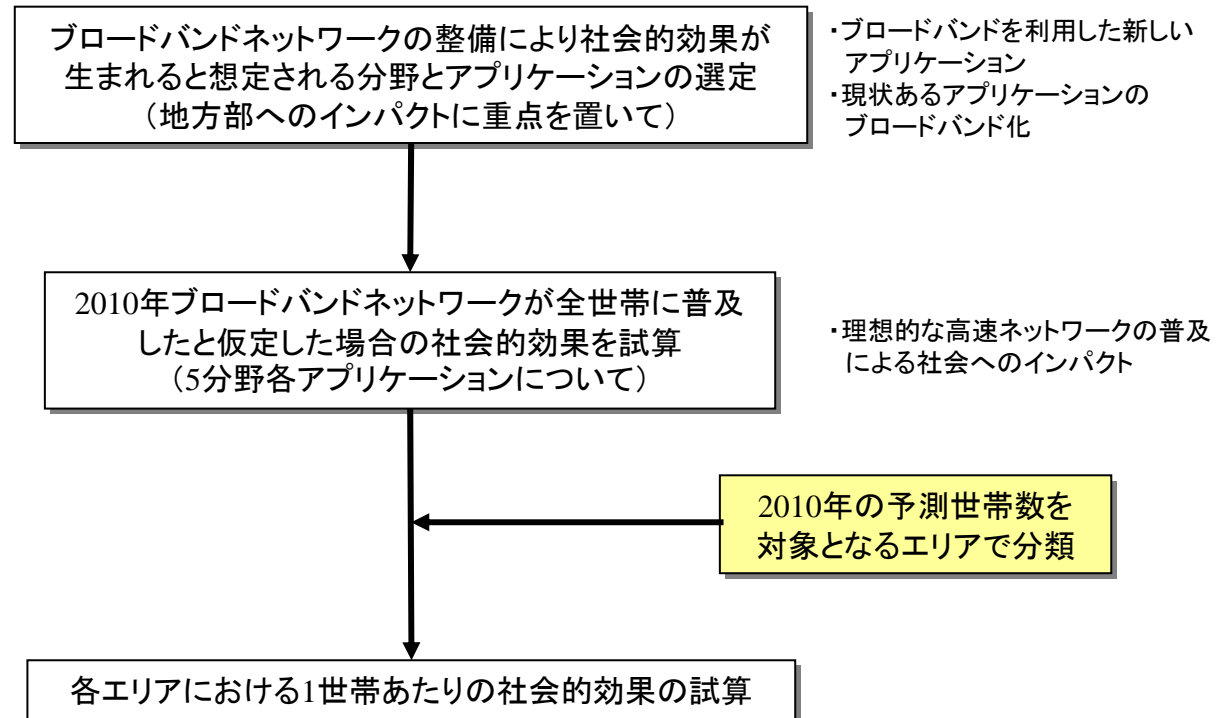 ブロードバンドネットワークの整備により社会的効果が
生まれると想定される分野とアプリケーションの選定
（地方部へのインパクトに重点を置いて）
・ブロードバンドを利用した新しい
アプリケーション
・現状あるアプリケーションの
ブロードバンド化
2010年ブロードバンドネットワークが全世帯に普及
したと仮定した場合の社会的効果を試算
（5分野各アプリケーションについて）
・理想的な高速ネットワークの普及
による社会へのインパクト
2010年の予測世帯数を
対象となるエリアで分類
各エリアにおける1世帯あたりの社会的効果の試算